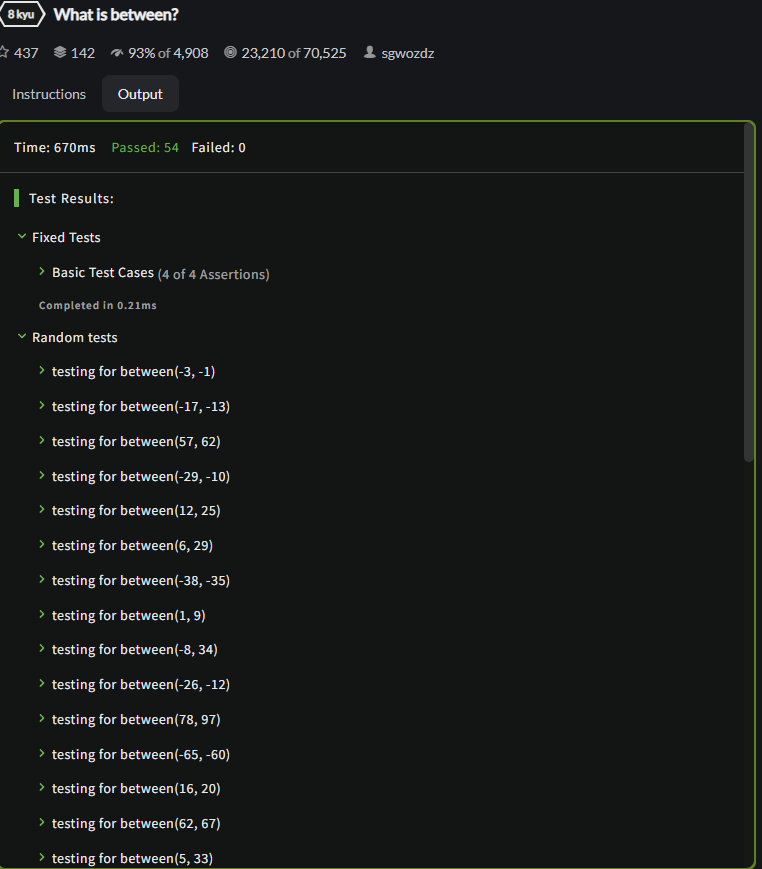 8 kyu What is between?
437 142 93% of 4,908 23,210 of 70,525 sgwozdz
Instructions Output
Time: 670ms Passed: 54 Failed: 0
Test Results:
Fixed Tests
Basic Test Cases (4 of 4 Assertions)
Completed in 0.21ms
Random tests
testing for between(-3, -1)
testing for between(-17, -13)
testing for between(57, 62)
testing for between(-29, -10)
testing for between(12, 25)
testing for between(6, 29)
testing for between(-38, -35)
testing for between(1, 9)
testing for between(-8, 34)
testing for between(-26, -12)
testing for between(78, 97)
testing for between(-65, -60)
testing for between(16, 20)
testing for between(62, 67)
testing for between(5, 33)